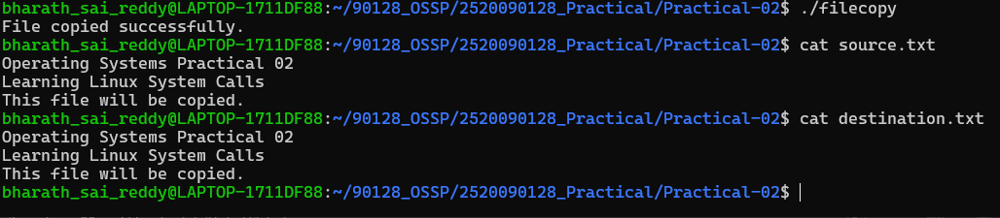 bharath_sai_reddy@LAPTOP-1711DF88:~/90128_OSSP/2520090128_Practical/Practical-02$ ./filecopy
File copied successfully.
bharath_sai_reddy@LAPTOP-1711DF88:~/90128_OSSP/2520090128_Practical/Practical-02$ cat source.txt
Operating Systems Practical 02
Learning Linux System Calls
This file will be copied.
bharath_sai_reddy@LAPTOP-1711DF88:~/90128_OSSP/2520090128_Practical/Practical-02$ cat destination.txt
Operating Systems Practical 02
Learning Linux System Calls
This file will be copied.
bharath_sai_reddy@LAPTOP-1711DF88:~/90128_OSSP/2520090128_Practical/Practical-02$